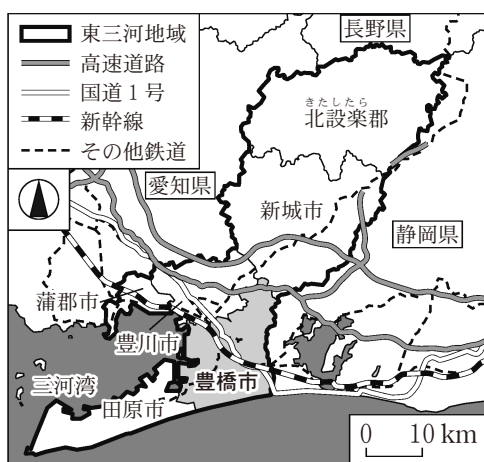 東三河地域
高速道路
国道1号
新幹線
その他鉄道
長野県
きたしたら
北設楽郡
愛知県
新城市
静岡県
蒲郡市
豊川市
豊橋市
三河湾
田原市
0 10 km